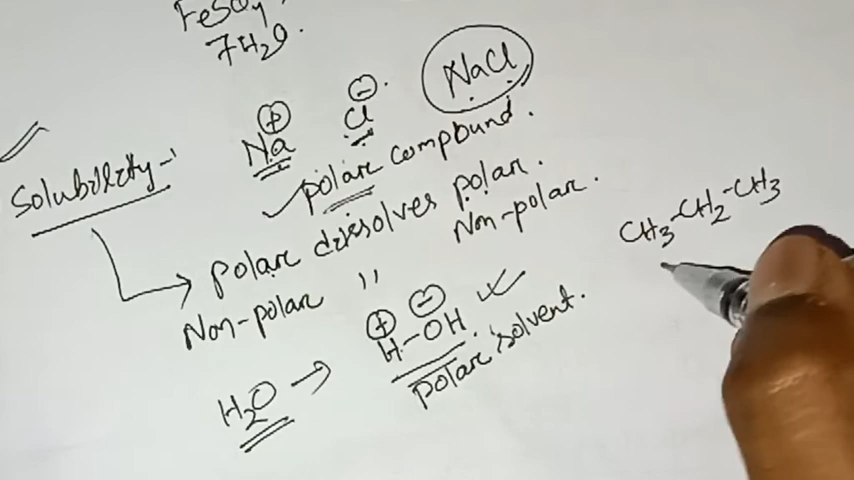 FeSO4
7H2O.
Solubility-
+ -
Na Cl
NaCl
polar compound.
polar dissolves polar.
Non-polar " Non-polar.
+ -
H2O → H-OH
polar solvent.
CH3-CH2-CH3